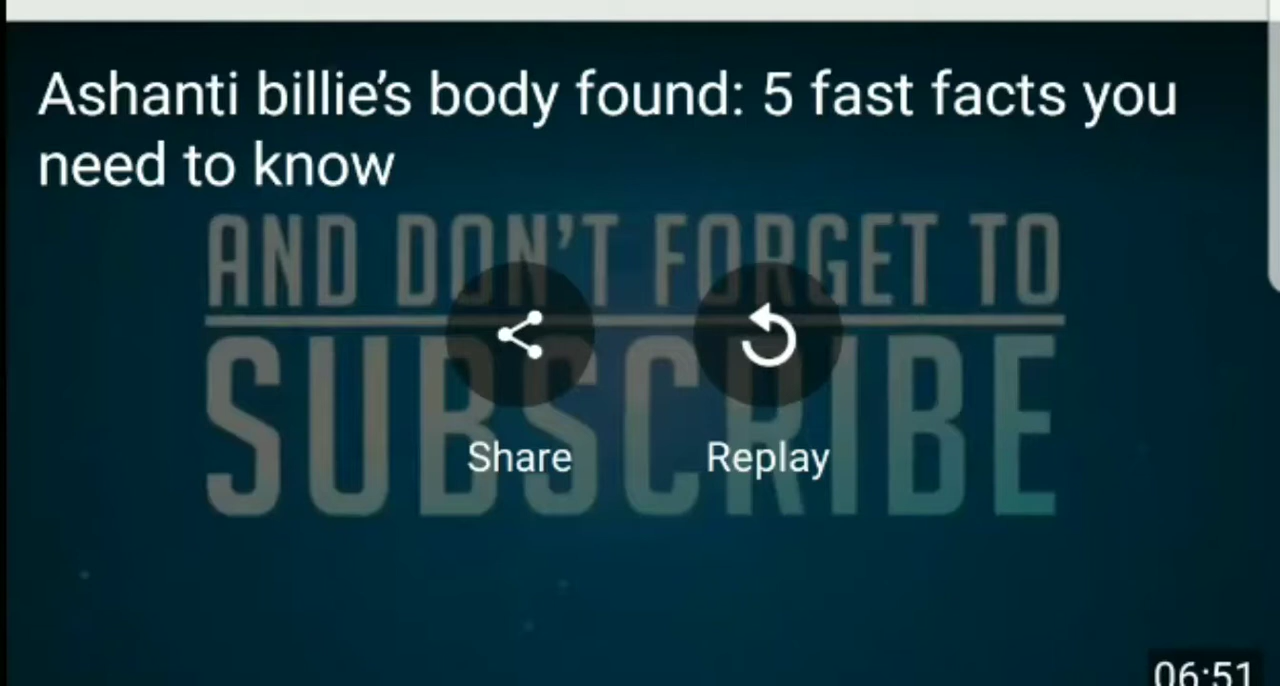 Ashanti billie's body found: 5 fast facts you
need to know
AND DON'T FORGET TO
SUBSCRIBE
Share
Replay
06:51